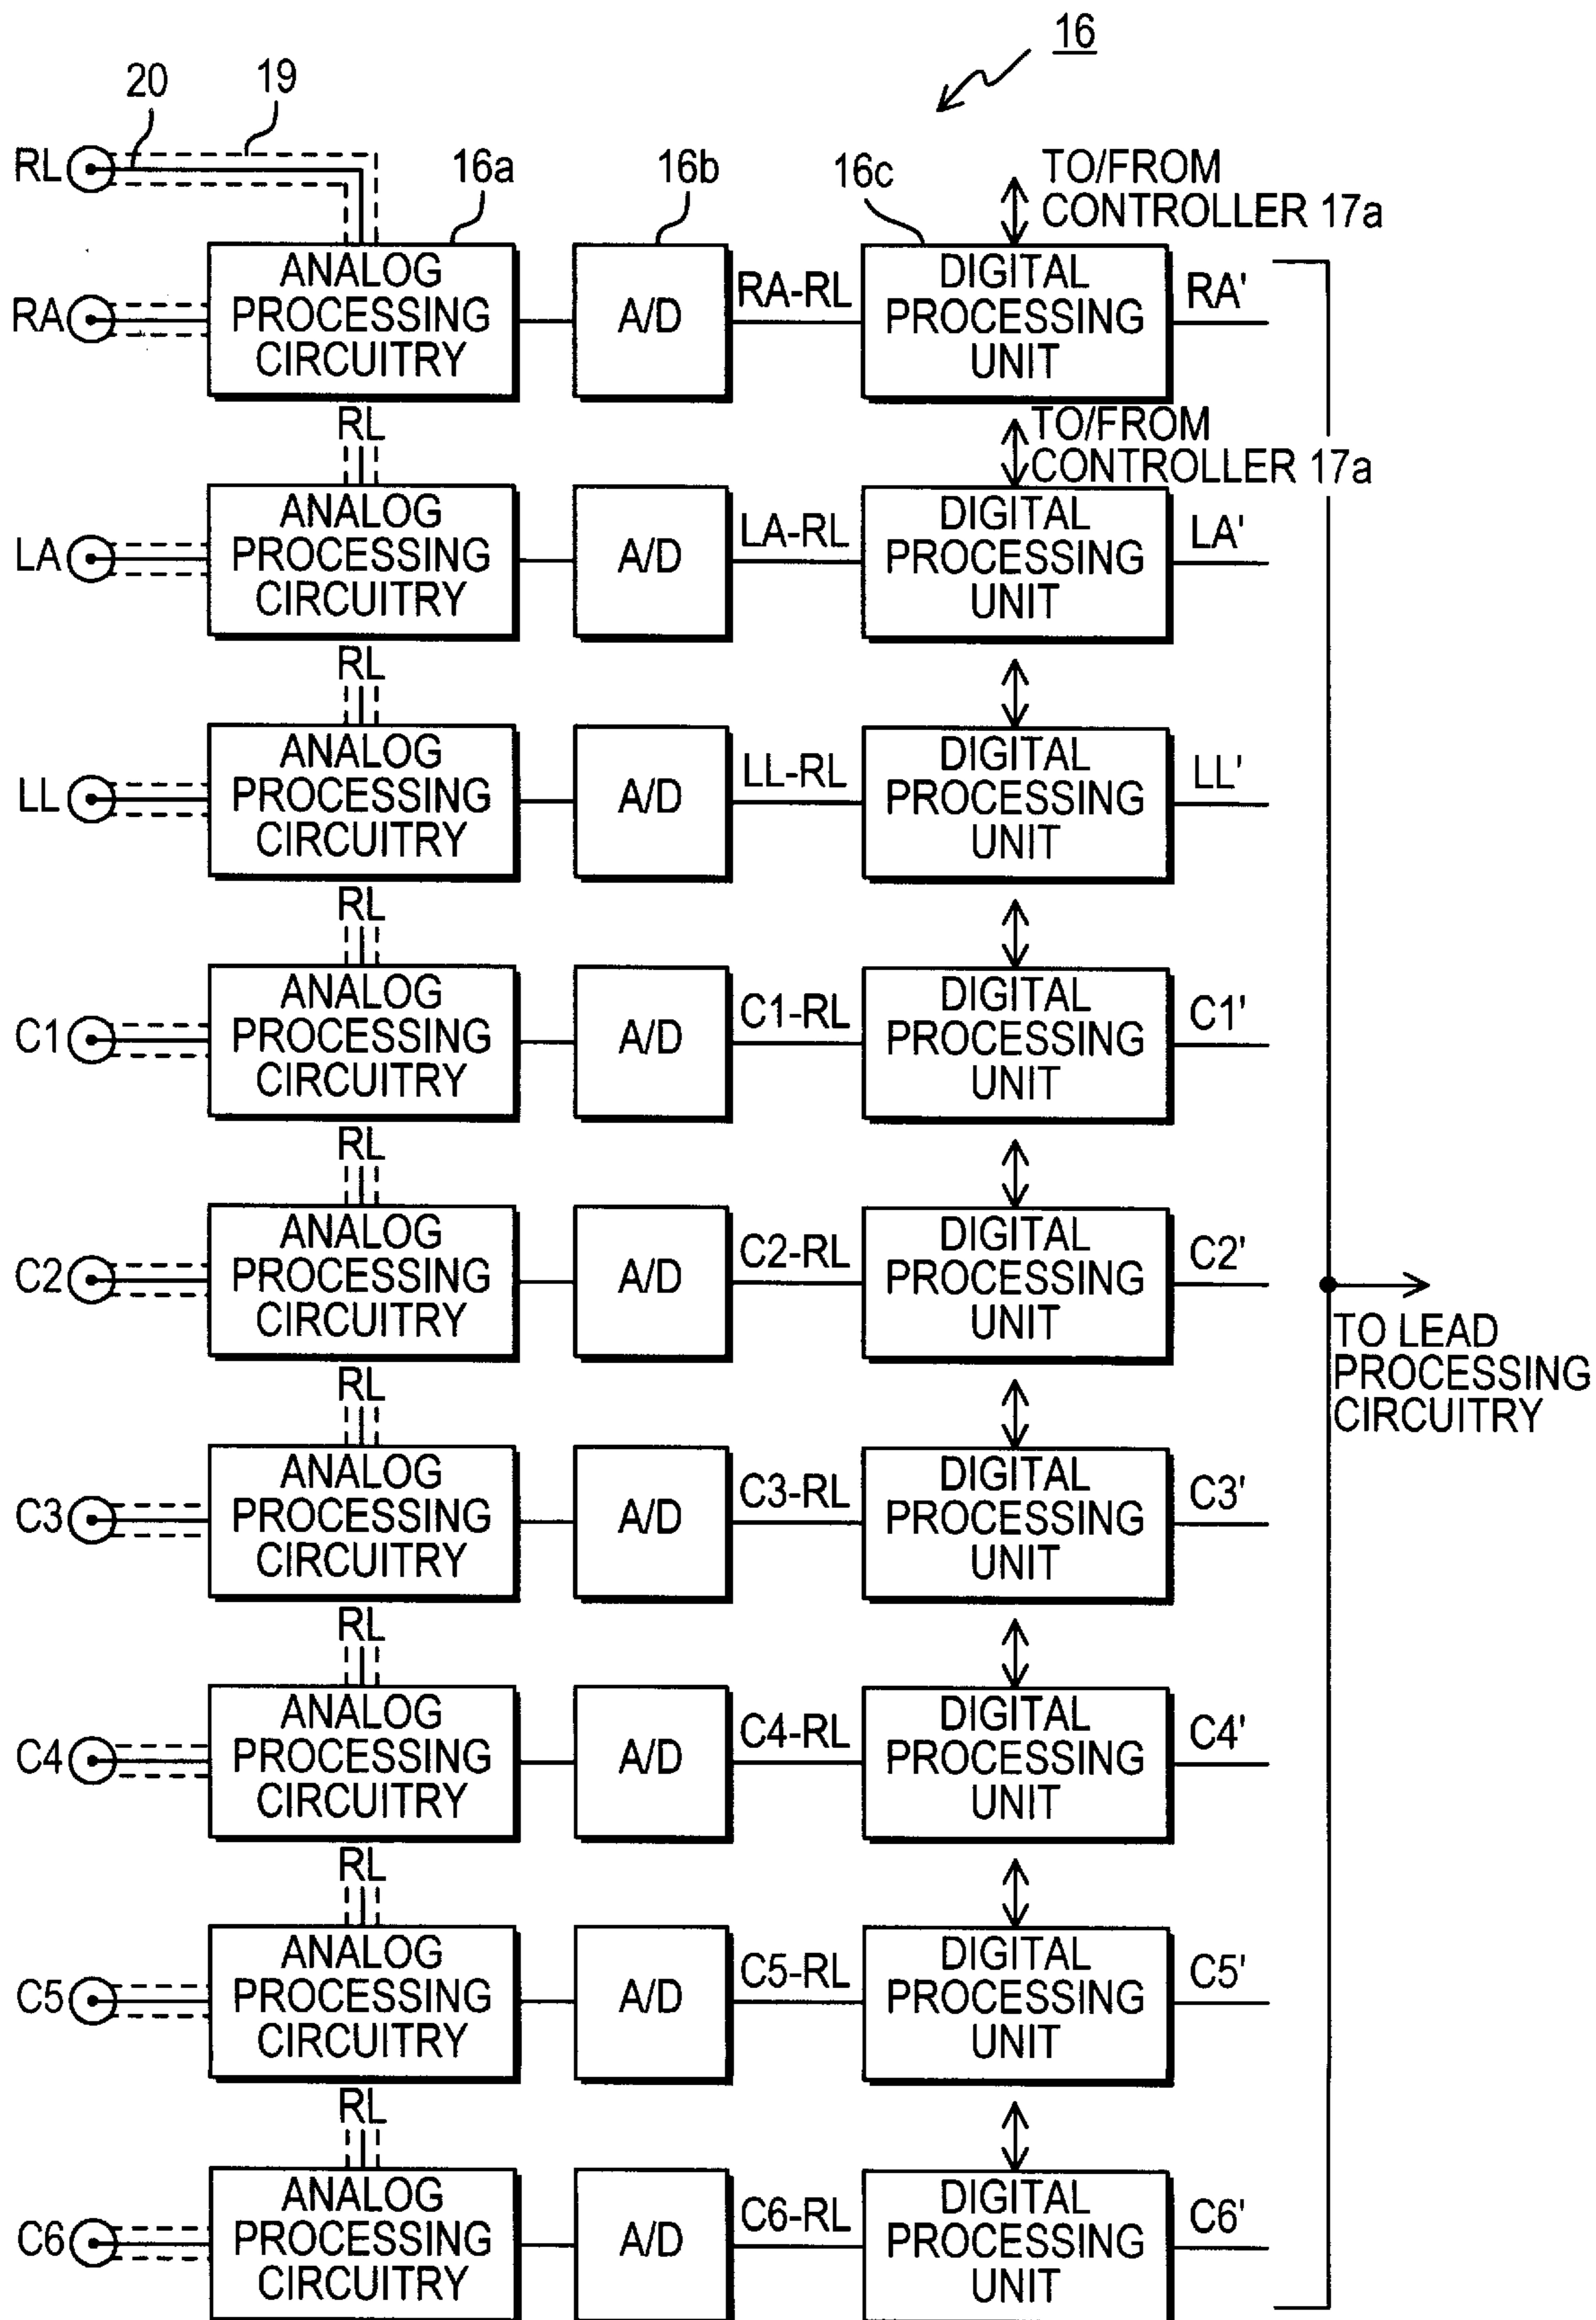 16
20
19
RL
16a
16b
16c
TO/FROM
CONTROLLER 17a
RA
ANALOG
PROCESSING
CIRCUITRY
A/D
RA-RL
DIGITAL
PROCESSING
UNIT
RA'
RL
TO/FROM
CONTROLLER 17a
LA
ANALOG
PROCESSING
CIRCUITRY
A/D
LA-RL
DIGITAL
PROCESSING
UNIT
LA'
RL
LL
ANALOG
PROCESSING
CIRCUITRY
A/D
LL-RL
DIGITAL
PROCESSING
UNIT
LL'
RL
C1
ANALOG
PROCESSING
CIRCUITRY
A/D
C1-RL
DIGITAL
PROCESSING
UNIT
C1'
RL
C2
ANALOG
PROCESSING
CIRCUITRY
A/D
C2-RL
DIGITAL
PROCESSING
UNIT
C2'
TO LEAD
PROCESSING
CIRCUITRY
RL
C3
ANALOG
PROCESSING
CIRCUITRY
A/D
C3-RL
DIGITAL
PROCESSING
UNIT
C3'
RL
C4
ANALOG
PROCESSING
CIRCUITRY
A/D
C4-RL
DIGITAL
PROCESSING
UNIT
C4'
RL
C5
ANALOG
PROCESSING
CIRCUITRY
A/D
C5-RL
DIGITAL
PROCESSING
UNIT
C5'
RL
C6
ANALOG
PROCESSING
CIRCUITRY
A/D
C6-RL
DIGITAL
PROCESSING
UNIT
C6'